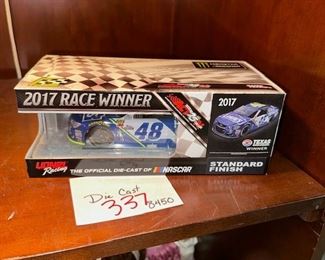 2017 RACE WINNER
2017
48
TEXAS
WINNER
LIONEL
Racing
THE OFFICIAL DIE-CAST OF NASCAR
STANDARD
FINISH
Die Cast
337
8450